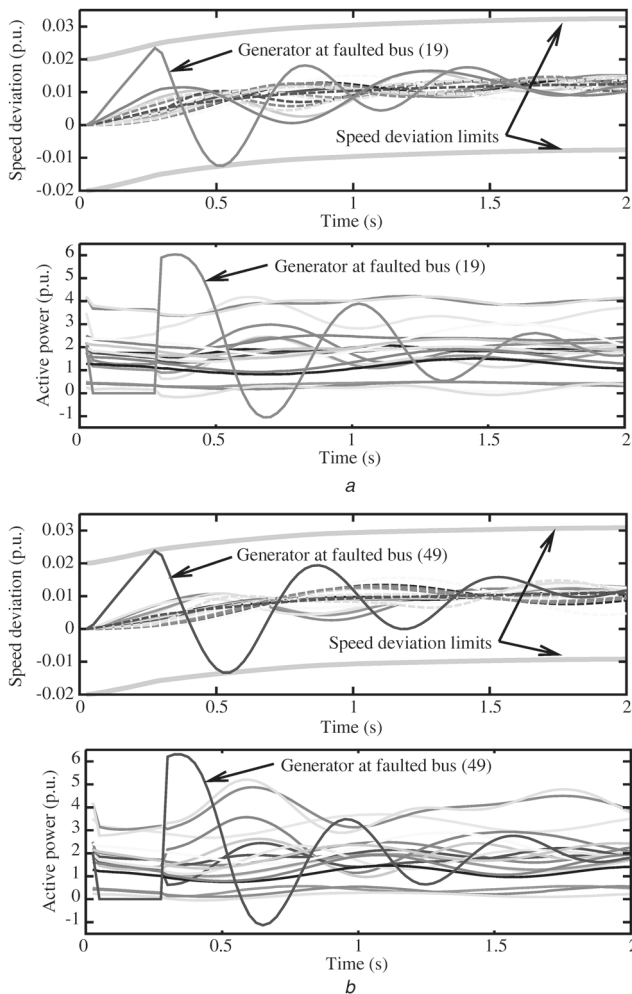 0.03
0.02
0.01
0
-0.01
-0.02
Speed deviation (p.u.)
Generator at faulted bus (19)
Speed deviation limits
0 0.5 1 1.5 2
Time (s)
6
5
4
3
2
1
0
-1
Active power (p.u.)
Generator at faulted bus (19)
0 0.5 1 1.5 2
Time (s)
a
0.03
0.02
0.01
0
-0.01
-0.02
Speed deviation (p.u.)
Generator at faulted bus (49)
Speed deviation limits
0 0.5 1 1.5 2
Time (s)
6
5
4
3
2
1
0
-1
Active power (p.u.)
Generator at faulted bus (49)
0 0.5 1 1.5 2
Time (s)
b